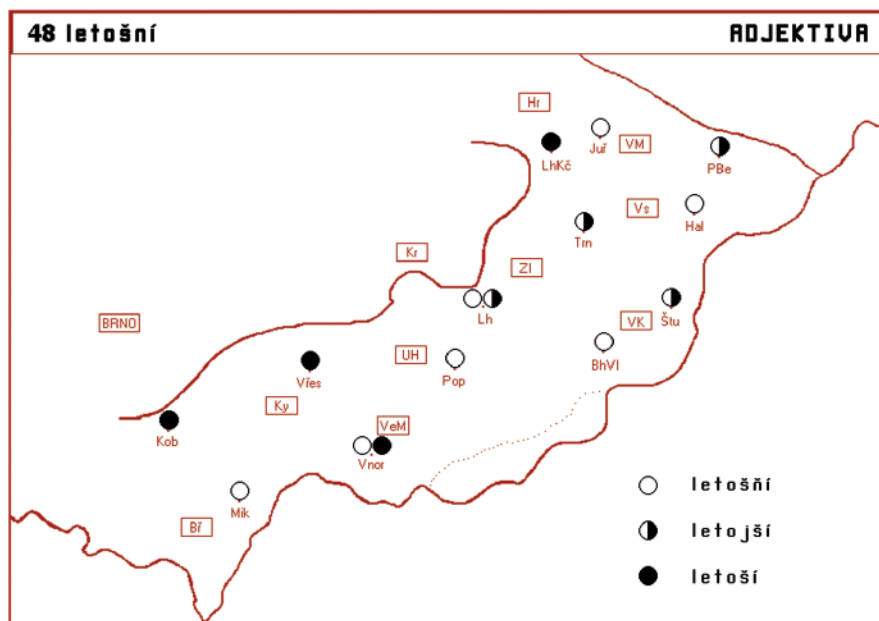 48 letošní ADJEKTIVA
Hr
Juř
VM
LhKč
PBe
Vs
Hal
Trn
Kr
Zl
Lh
BRNO
Štu
VK
UH
BhVl
Pop
Vřes
Ky
VeM
Kob
Vnor
Mik
Bř
letošňí
letojší
letoší